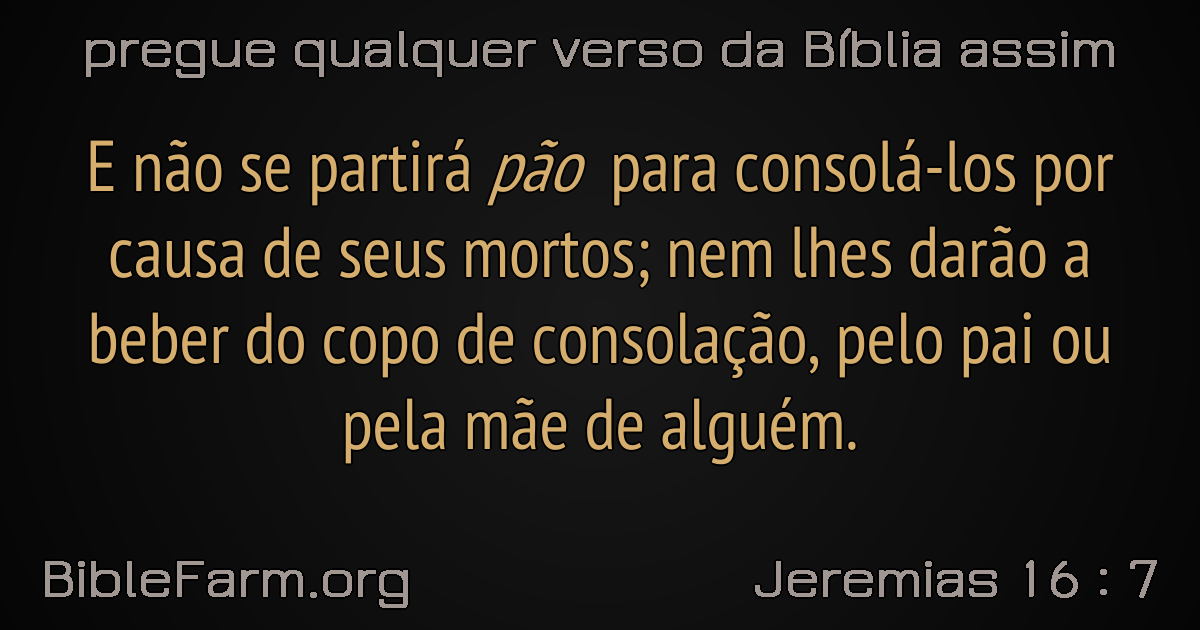 pregue qualquer verso da Bíblia assim
E não se partirá pão para consolá-los por
causa de seus mortos; nem lhes darão a
beber do copo de consolação, pelo pai ou
pela mãe de alguém.
BibleFarm.org
Jeremias 16 : 7